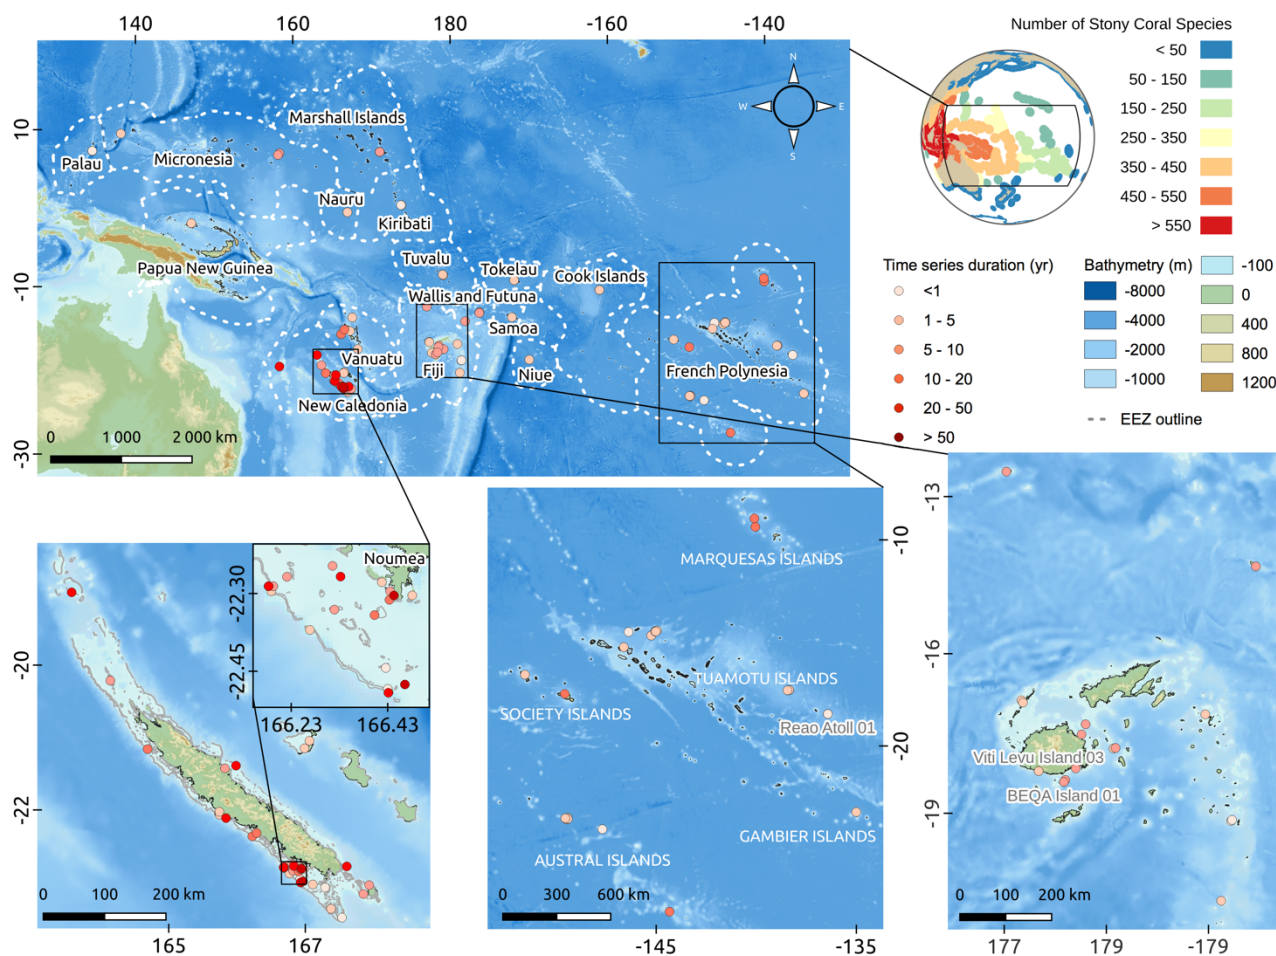 140
160
180
-160
-140
10
-10
-30
N
W
E
S
Palau
Micronesia
Marshall Islands
Nauru
Kiribati
Papua New Guinea
Tuvalu
Tokelau
Cook Islands
Wallis and Futuna
Samoa
Vanuatu
Fiji
Niue
French Polynesia
New Caledonia
0
1 000
2 000 km
Number of Stony Coral Species
< 50
50 - 150
150 - 250
250 - 350
350 - 450
450 - 550
> 550
Time series duration (yr)
<1
1 - 5
5 - 10
10 - 20
20 - 50
> 50
Bathymetry (m)
-8000
-4000
-2000
-1000
-100
0
400
800
1200
EEZ outline
Noumea
-22.30
-22.45
166.23
166.43
-20
-22
0
100
200 km
165
167
MARQUESAS ISLANDS
TUAMOTU ISLANDS
SOCIETY ISLANDS
Reao Atoll 01
GAMBIER ISLANDS
AUSTRAL ISLANDS
-10
-20
0
300
600 km
-145
-135
-13
-16
-19
Viti Levu Island 03
BEQA Island 01
0
100
200 km
177
179
-179